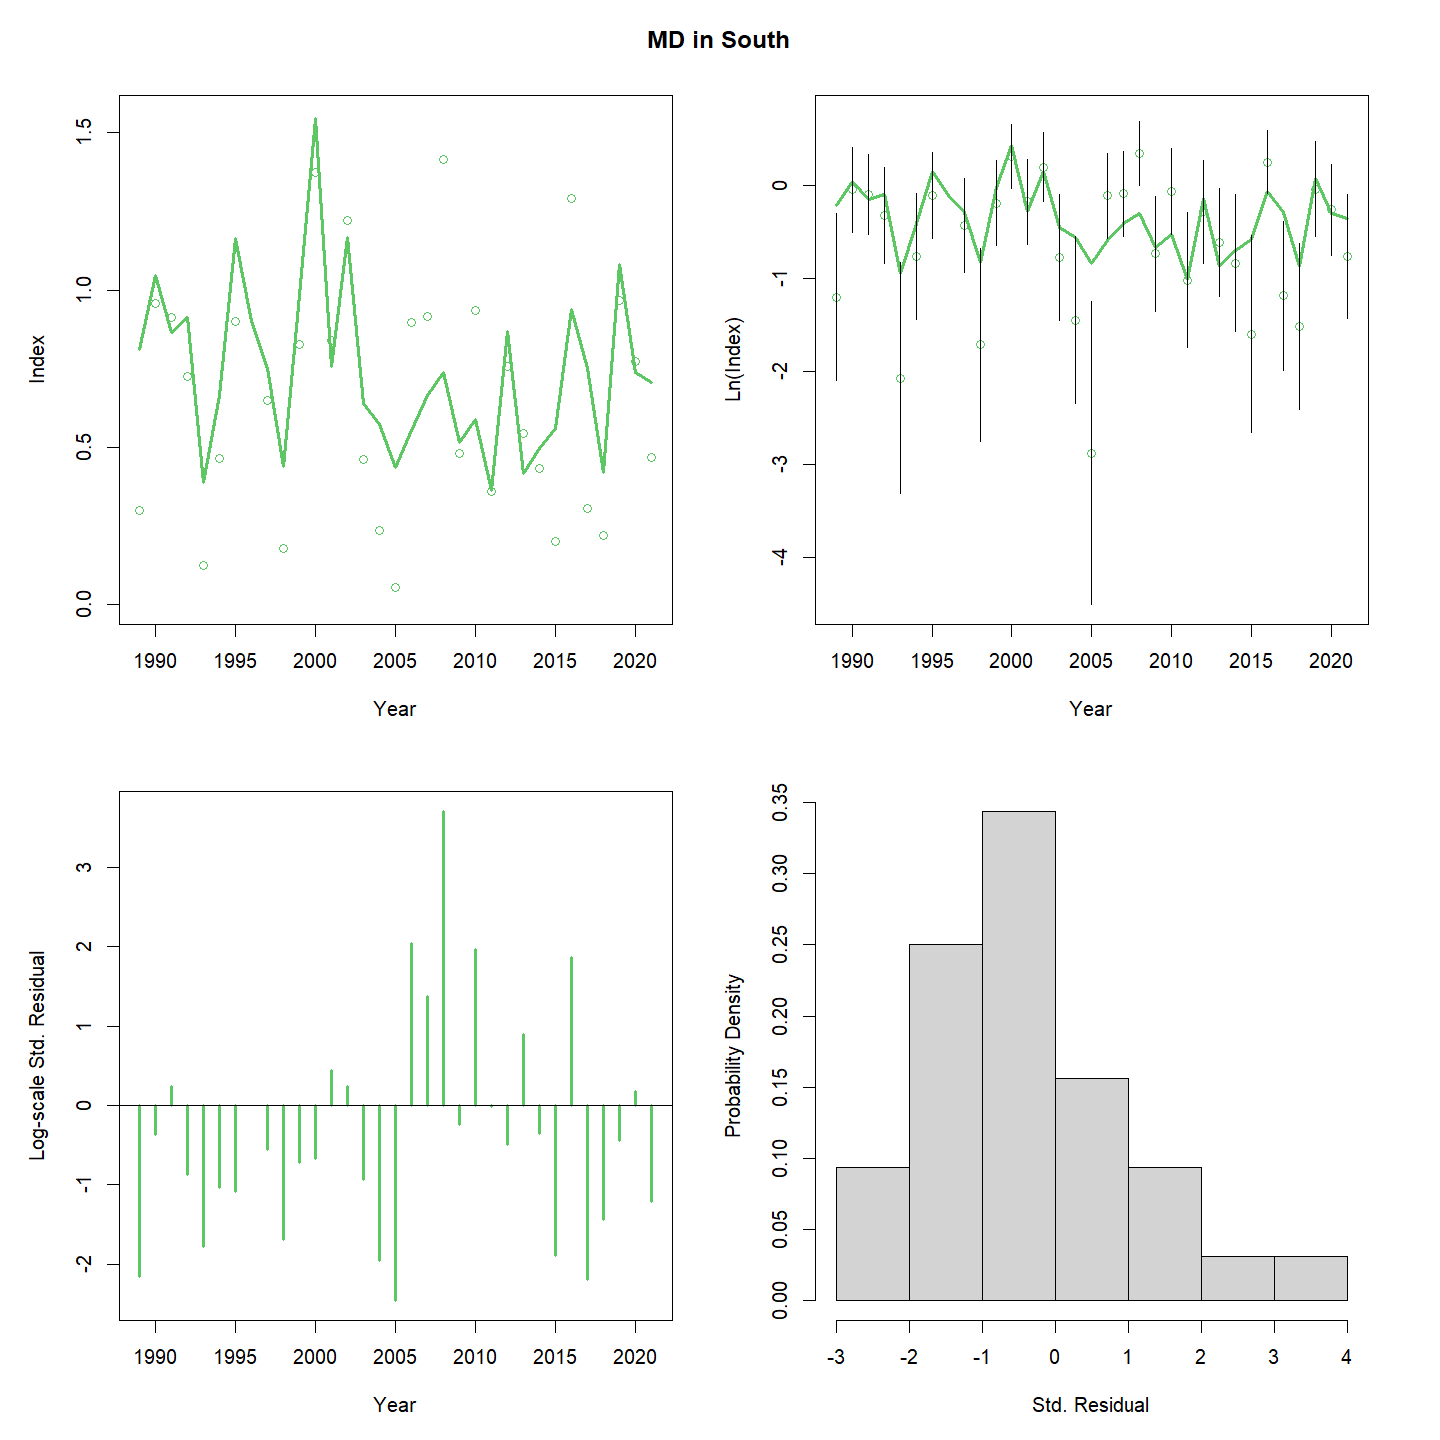 MD in South
Index
0.0 0.5 1.0 1.5
1990 1995 2000 2005 2010 2015 2020
Year
Ln(Index)
-4 -3 -2 -1 0
1990 1995 2000 2005 2010 2015 2020
Year
Log-scale Std. Residual
-2 -1 0 1 2 3
1990 1995 2000 2005 2010 2015 2020
Year
Probability Density
0.00 0.05 0.10 0.15 0.20 0.25 0.30 0.35
-3 -2 -1 0 1 2 3 4
Std. Residual